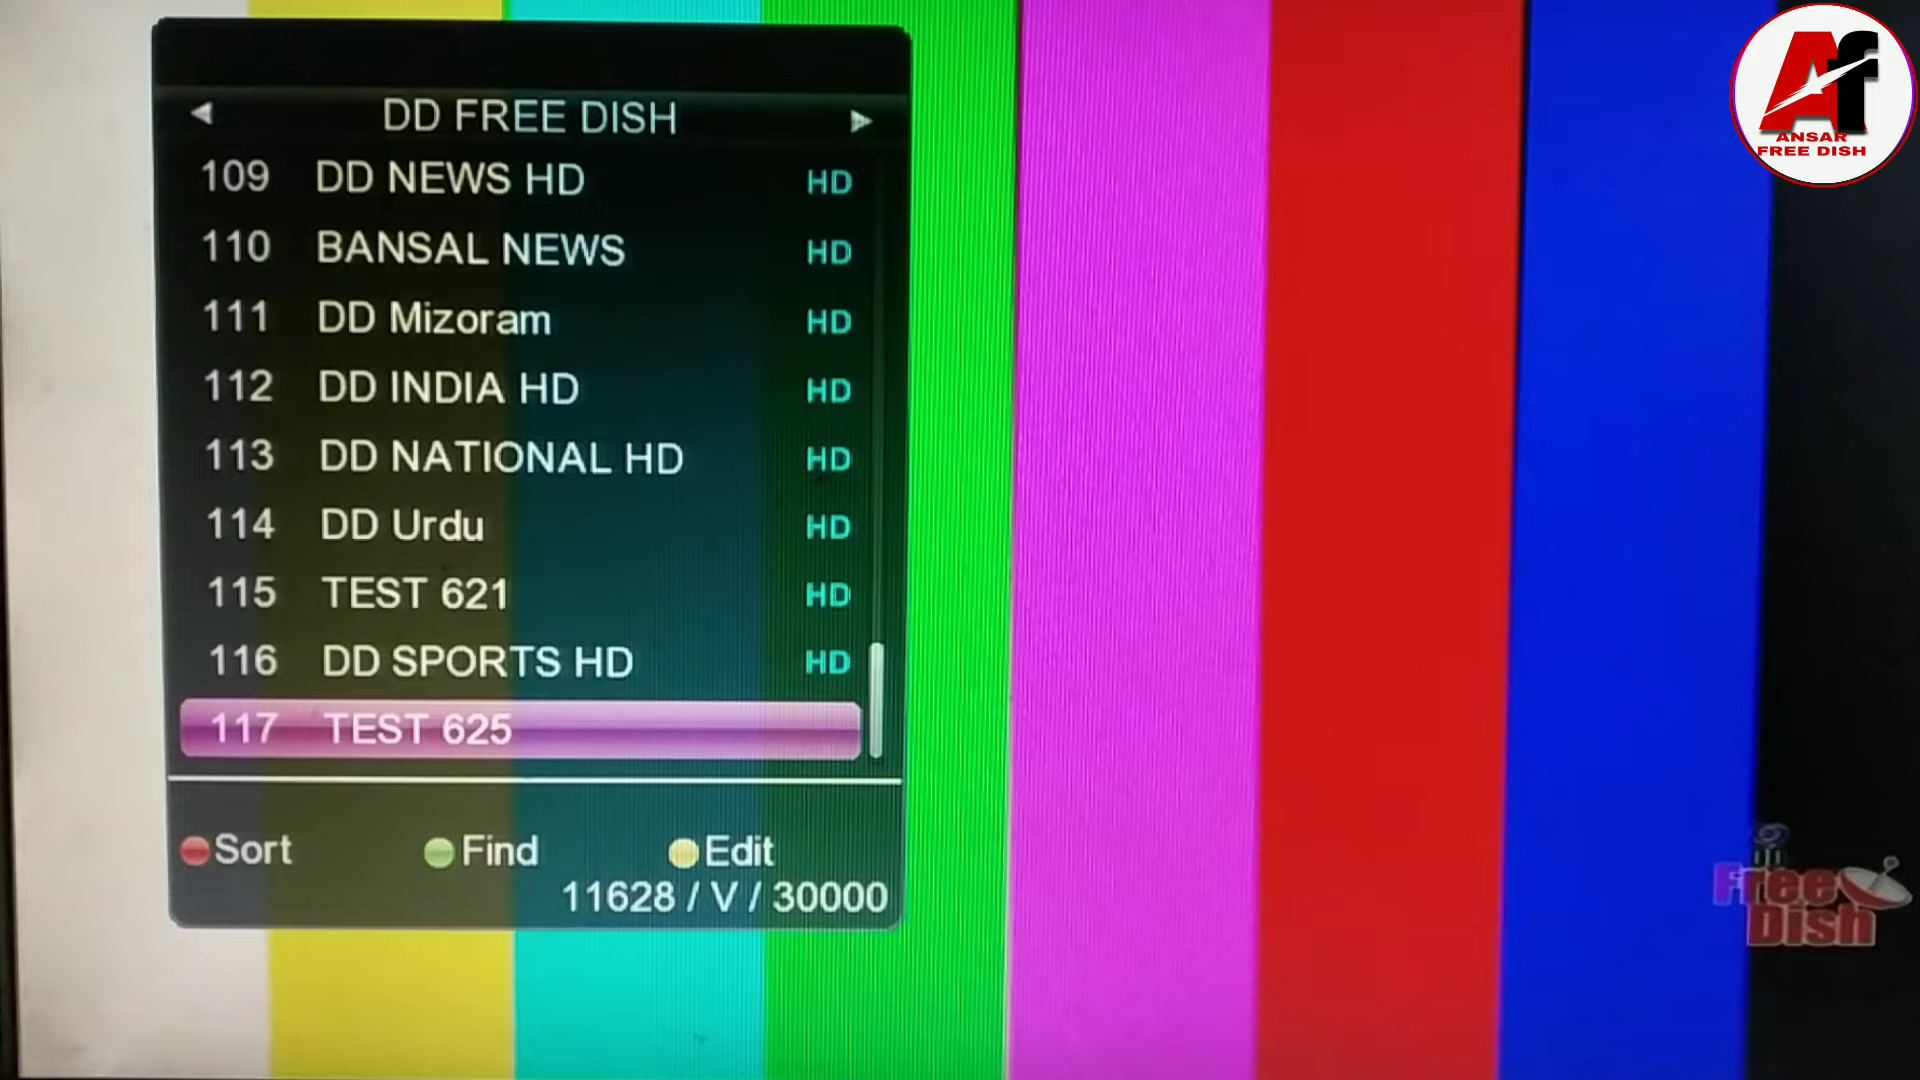 Af
ANSAR
FREE DISH
DD FREE DISH
109 DD NEWS HD HD
110 BANSAL NEWS HD
111 DD Mizoram HD
112 DD INDIA HD HD
113 DD NATIONAL HD HD
114 DD Urdu HD
115 TEST 621 HD
116 DD SPORTS HD HD
117 TEST 625
Sort Find Edit
11628 / V / 30000
DD
Free
Dish